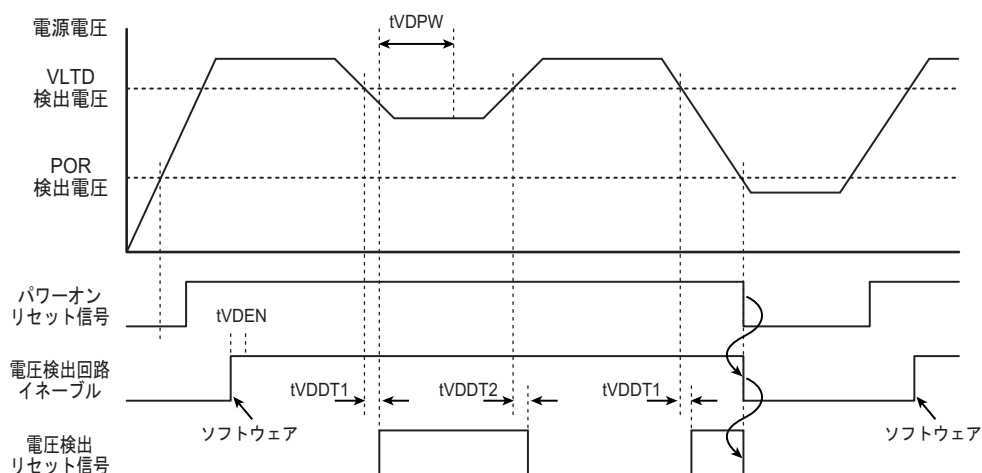 電源電圧
tVDPW
VLTD
検出電圧
POR
検出電圧
パワーオン
リセット信号
tVDEN
電圧検出回路
イネーブル
tVDDT1
tVDDT2
tVDDT1
ソフトウェア
ソフトウェア
電圧検出
リセット信号